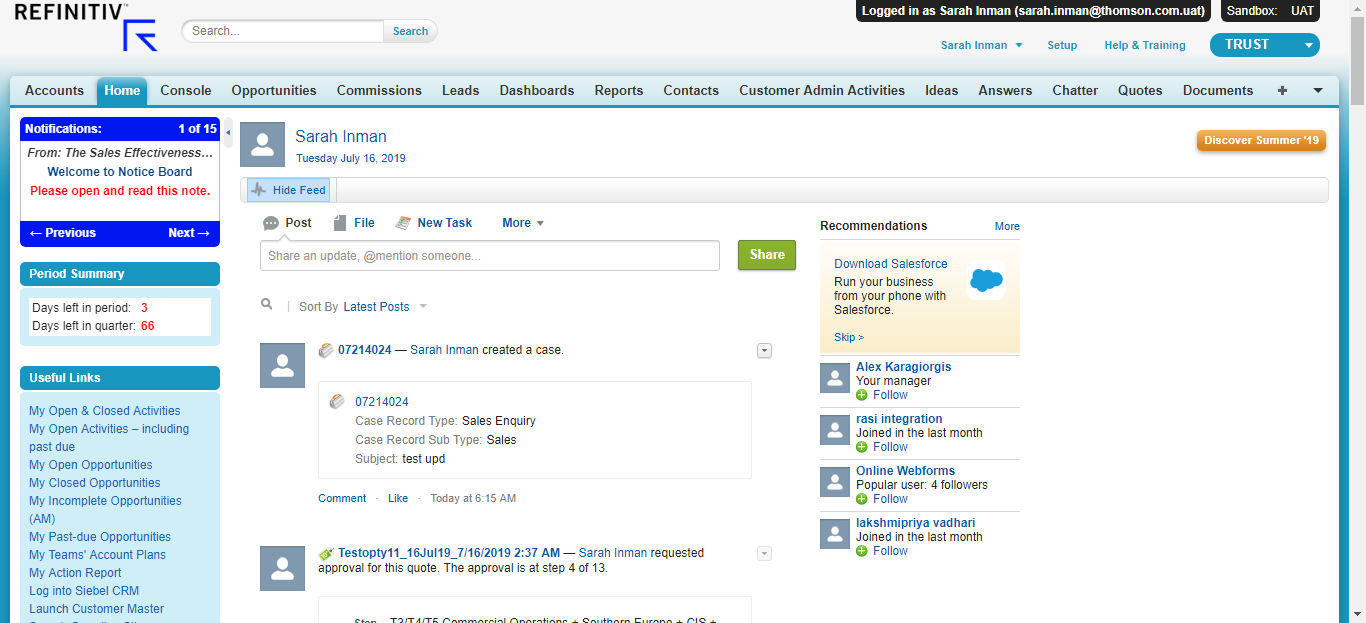 REFINITIV
Search...
Search
Logged in as Sarah Inman (sarah.inman@thomson.com.uat)
Sandbox: UAT
Sarah Inman
Setup
Help & Training
TRUST
Accounts
Home
Console
Opportunities
Commissions
Leads
Dashboards
Reports
Contacts
Customer Admin Activities
Ideas
Answers
Chatter
Quotes
Documents
+
Notifications: 1 of 15
From: The Sales Effectiveness...
Welcome to Notice Board
Please open and read this note.
← Previous
Next →
Period Summary
Days left in period: 3
Days left in quarter: 66
Useful Links
My Open & Closed Activities
My Open Activities – including
past due
My Open Opportunities
My Closed Opportunities
My Incomplete Opportunities
(AM)
My Past-due Opportunities
My Teams' Account Plans
My Action Report
Log into Siebel CRM
Launch Customer Master
Sarah Inman
Tuesday July 16, 2019
Discover Summer '19
Hide Feed
Post
File
New Task
More
Share an update, @mention someone...
Share
Sort By Latest Posts
07214024 — Sarah Inman created a case.
07214024
Case Record Type: Sales Enquiry
Case Record Sub Type: Sales
Subject: test upd
Comment · Like · Today at 6:15 AM
Testopty11_16Jul19_7/16/2019 2:37 AM — Sarah Inman requested
approval for this quote. The approval is at step 4 of 13.
Step T3/T4/T5 Commercial Operations + Southern Europe + CIS +
Recommendations
More
Download Salesforce
Run your business
from your phone with
Salesforce.
Skip >
Alex Karagiorgis
Your manager
Follow
rasi integration
Joined in the last month
Follow
Online Webforms
Popular user: 4 followers
Follow
lakshmipriya vadhari
Joined in the last month
Follow